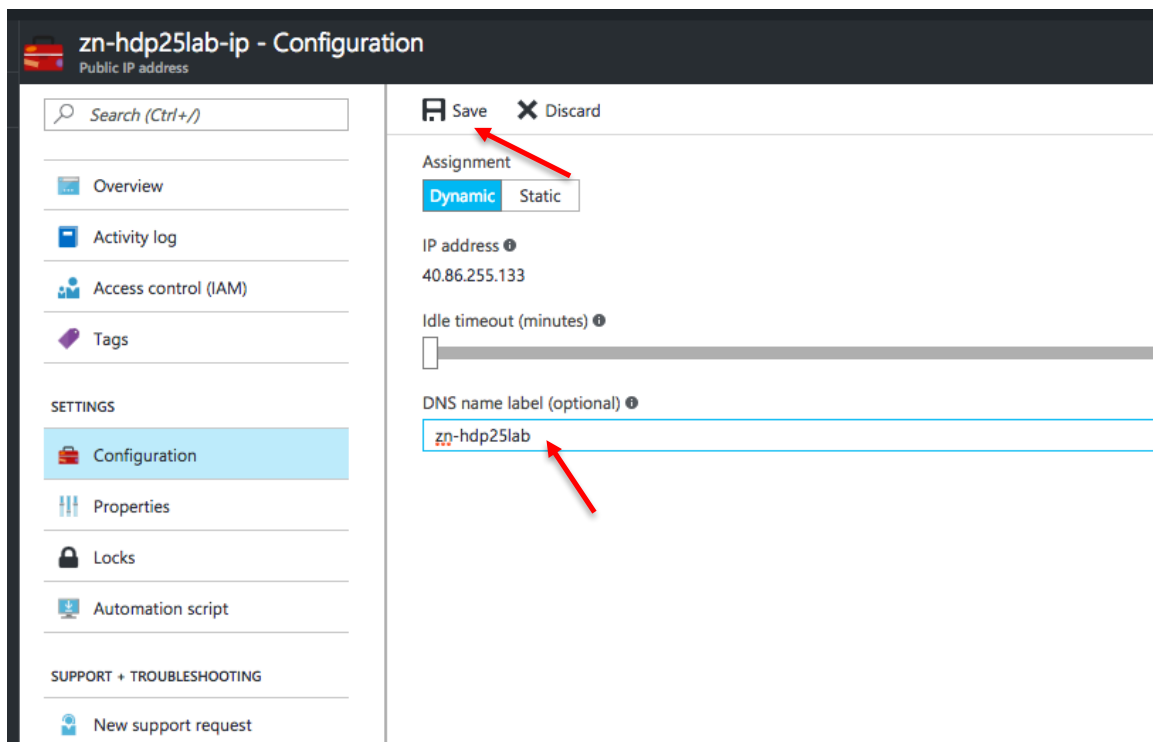 zn-hdp25lab-ip - Configuration
Public IP address
Search (Ctrl+/)
Overview
Activity log
Access control (IAM)
Tags
SETTINGS
Configuration
Properties
Locks
Automation script
SUPPORT + TROUBLESHOOTING
New support request
Save Discard
Assignment
Dynamic Static
IP address
40.86.255.133
Idle timeout (minutes)
DNS name label (optional)
zn-hdp25lab